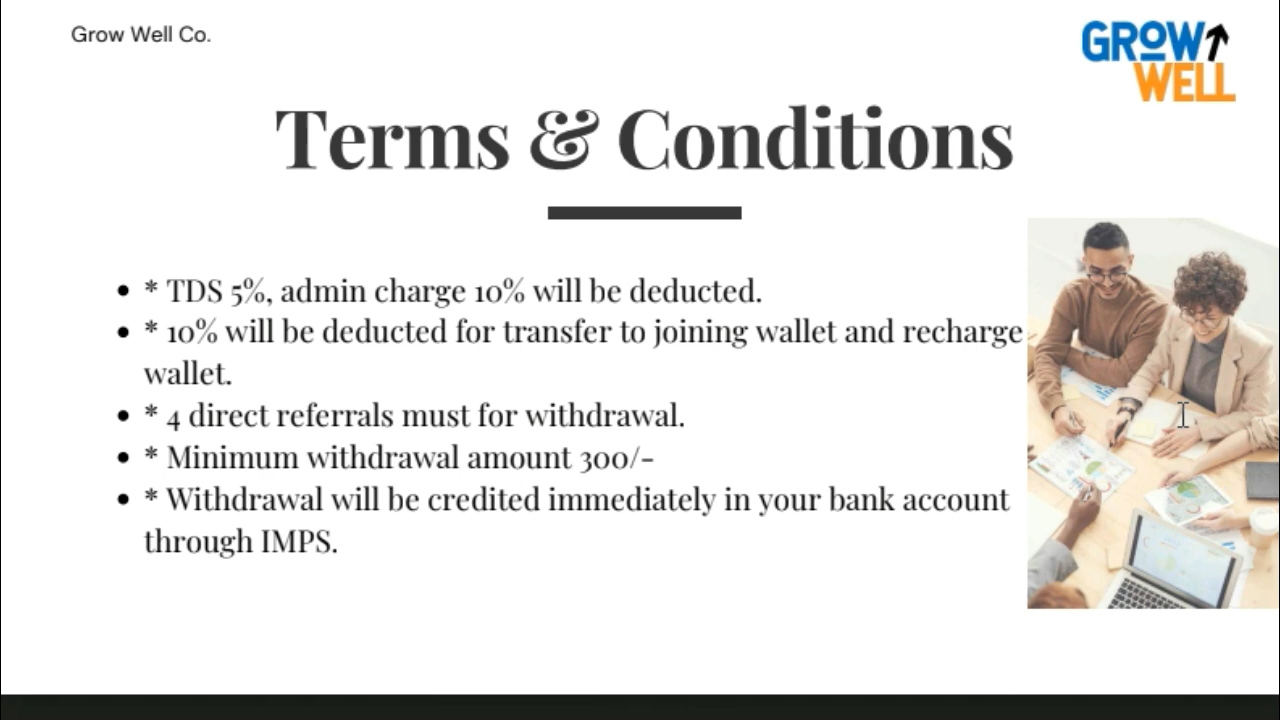 Grow Well Co.
GROW
WELL
Terms & Conditions
• * TDS 5%, admin charge 10% will be deducted.
• * 10% will be deducted for transfer to joining wallet and recharge
wallet.
• * 4 direct referrals must for withdrawal.
• * Minimum withdrawal amount 300/-
• * Withdrawal will be credited immediately in your bank account
through IMPS.